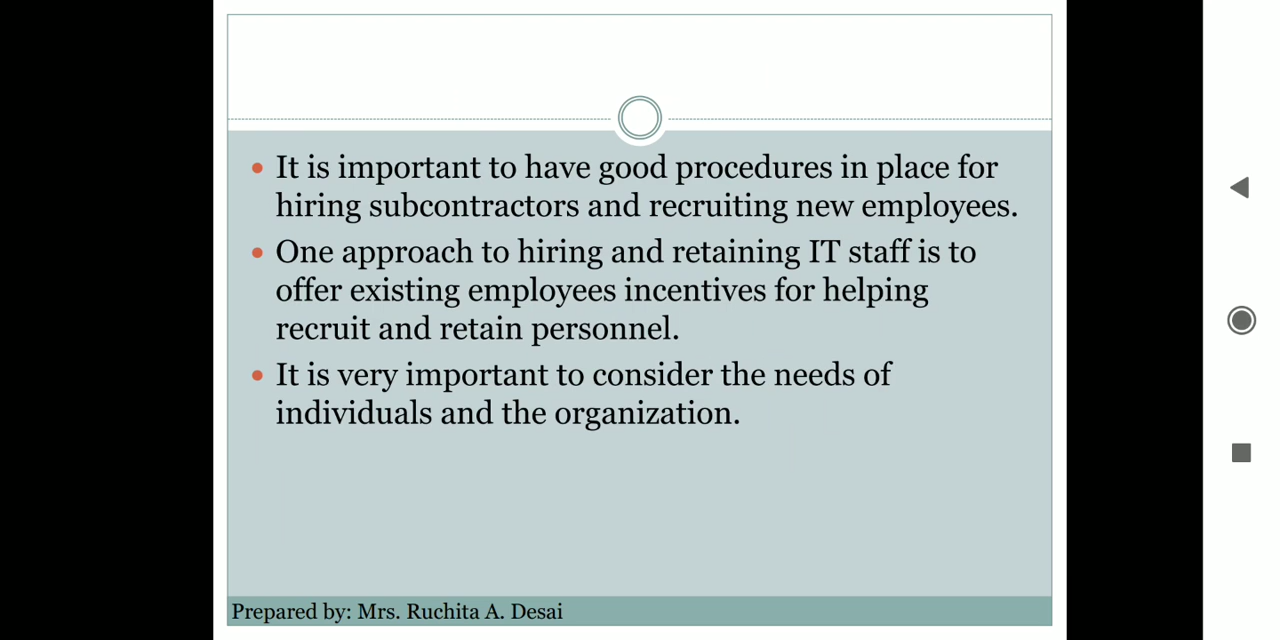 It is important to have good procedures in place for
hiring subcontractors and recruiting new employees.
One approach to hiring and retaining IT staff is to
offer existing employees incentives for helping
recruit and retain personnel.
It is very important to consider the needs of
individuals and the organization.
Prepared by: Mrs. Ruchita A. Desai